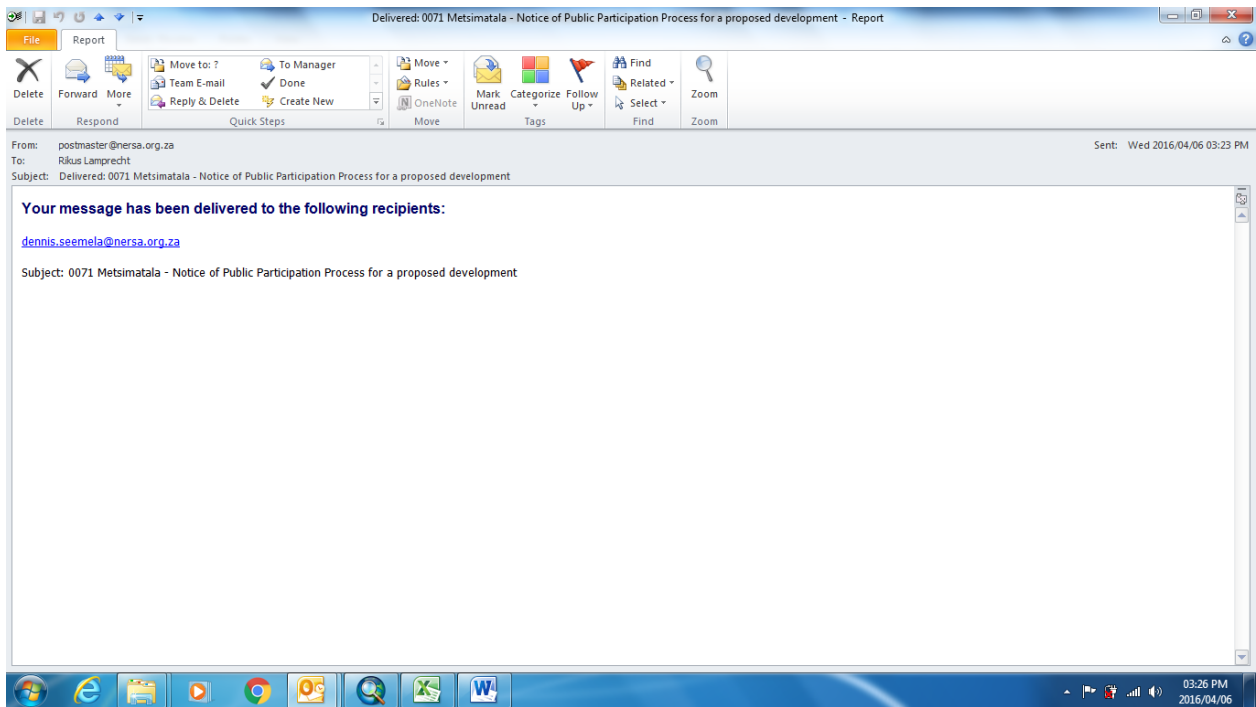 Delivered: 0071 Metsimatala - Notice of Public Participation Process for a proposed development - Report
File Report
Delete Forward More
Move to: ? To Manager
Team E-mail Done
Reply & Delete Create New
Move
Rules
OneNote
Mark Unread Categorize Follow Up
Find
Related
Select
Zoom
Delete Respond Quick Steps Move Tags Find Zoom
From: postmaster@nersa.org.za Sent: Wed 2016/04/06 03:23 PM
To: Rikus Lamprecht
Subject: Delivered: 0071 Metsimatala - Notice of Public Participation Process for a proposed development
Your message has been delivered to the following recipients:
dennis.seemela@nersa.org.za
Subject: 0071 Metsimatala - Notice of Public Participation Process for a proposed development
03:26 PM
2016/04/06